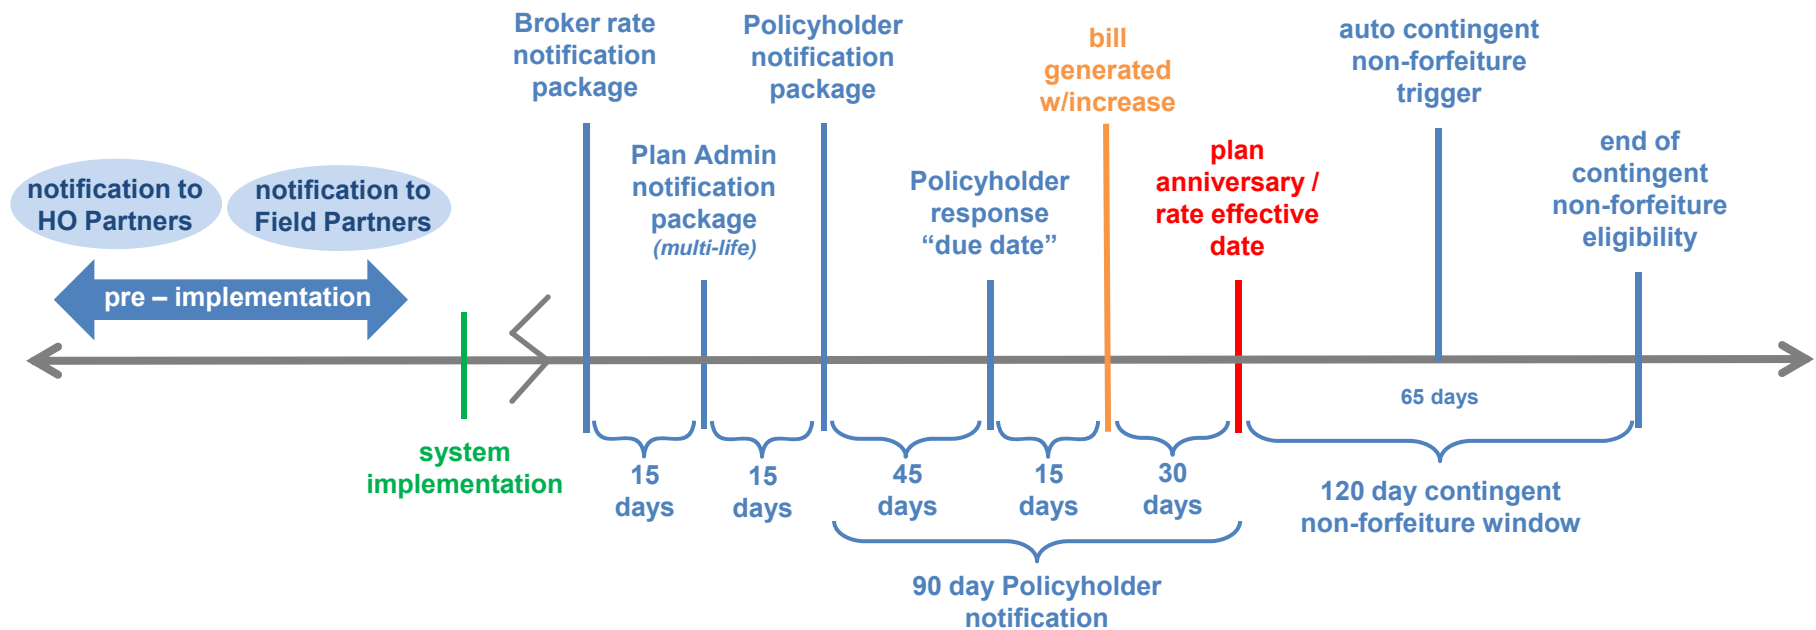 Broker rate
notification
package
Policyholder
notification
package
bill
generated
w/increase
auto contingent
non-forfeiture
trigger
Plan Admin
notification
package
(multi-life)
Policyholder
response
“due date”
plan
anniversary /
rate effective
date
end of
contingent
non-forfeiture
eligibility
notification to
HO Partners
notification to
Field Partners
pre – implementation
system
implementation
15
days
15
days
45
days
15
days
30
days
65 days
120 day contingent
non-forfeiture window
90 day Policyholder
notification